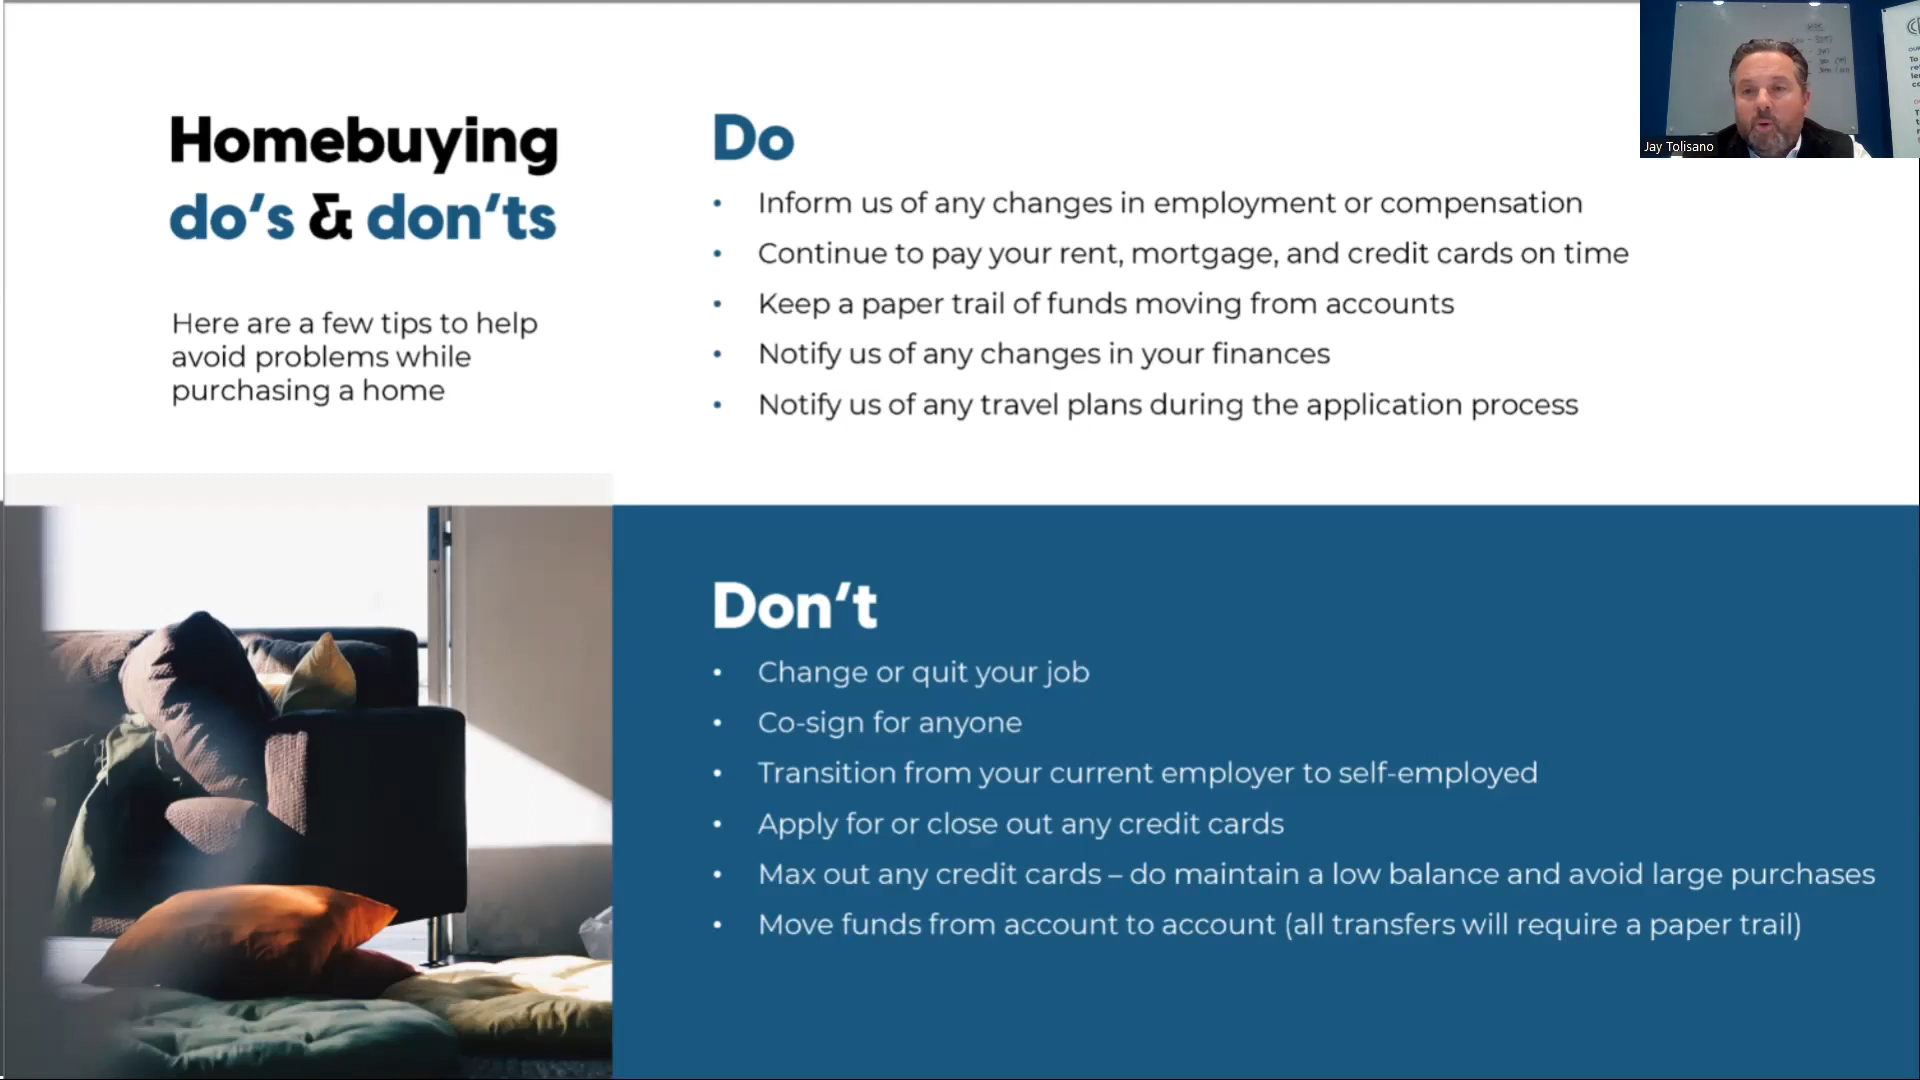 Homebuying
do's & don'ts
Here are a few tips to help
avoid problems while
purchasing a home
Do
• Inform us of any changes in employment or compensation
• Continue to pay your rent, mortgage, and credit cards on time
• Keep a paper trail of funds moving from accounts
• Notify us of any changes in your finances
• Notify us of any travel plans during the application process
Don't
• Change or quit your job
• Co-sign for anyone
• Transition from your current employer to self-employed
• Apply for or close out any credit cards
• Max out any credit cards – do maintain a low balance and avoid large purchases
• Move funds from account to account (all transfers will require a paper trail)
Jay Tolisano